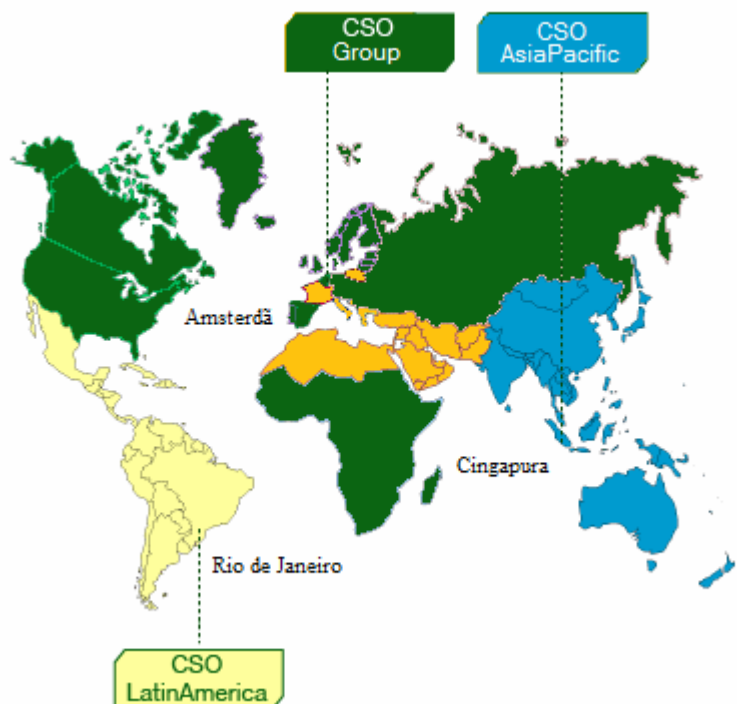 CSO
Group
CSO
AsiaPacific
Amsterdã
Cingapura
Rio de Janeiro
CSO
LatinAmerica